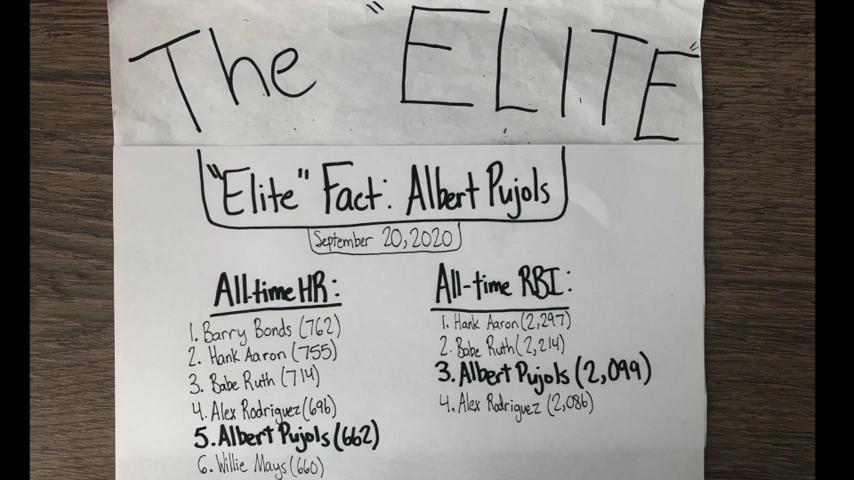 The "ELITE"
"Elite" Fact: Albert Pujols
September 20, 2020
All-time HR:
1. Barry Bonds (762)
2. Hank Aaron (755)
3. Babe Ruth (714)
4. Alex Rodriguez (696)
5. Albert Pujols (662)
6. Willie Mays (660)
All-time RBI:
1. Hank Aaron (2,297)
2. Babe Ruth (2,214)
3. Albert Pujols (2,099)
4. Alex Rodriguez (2,086)